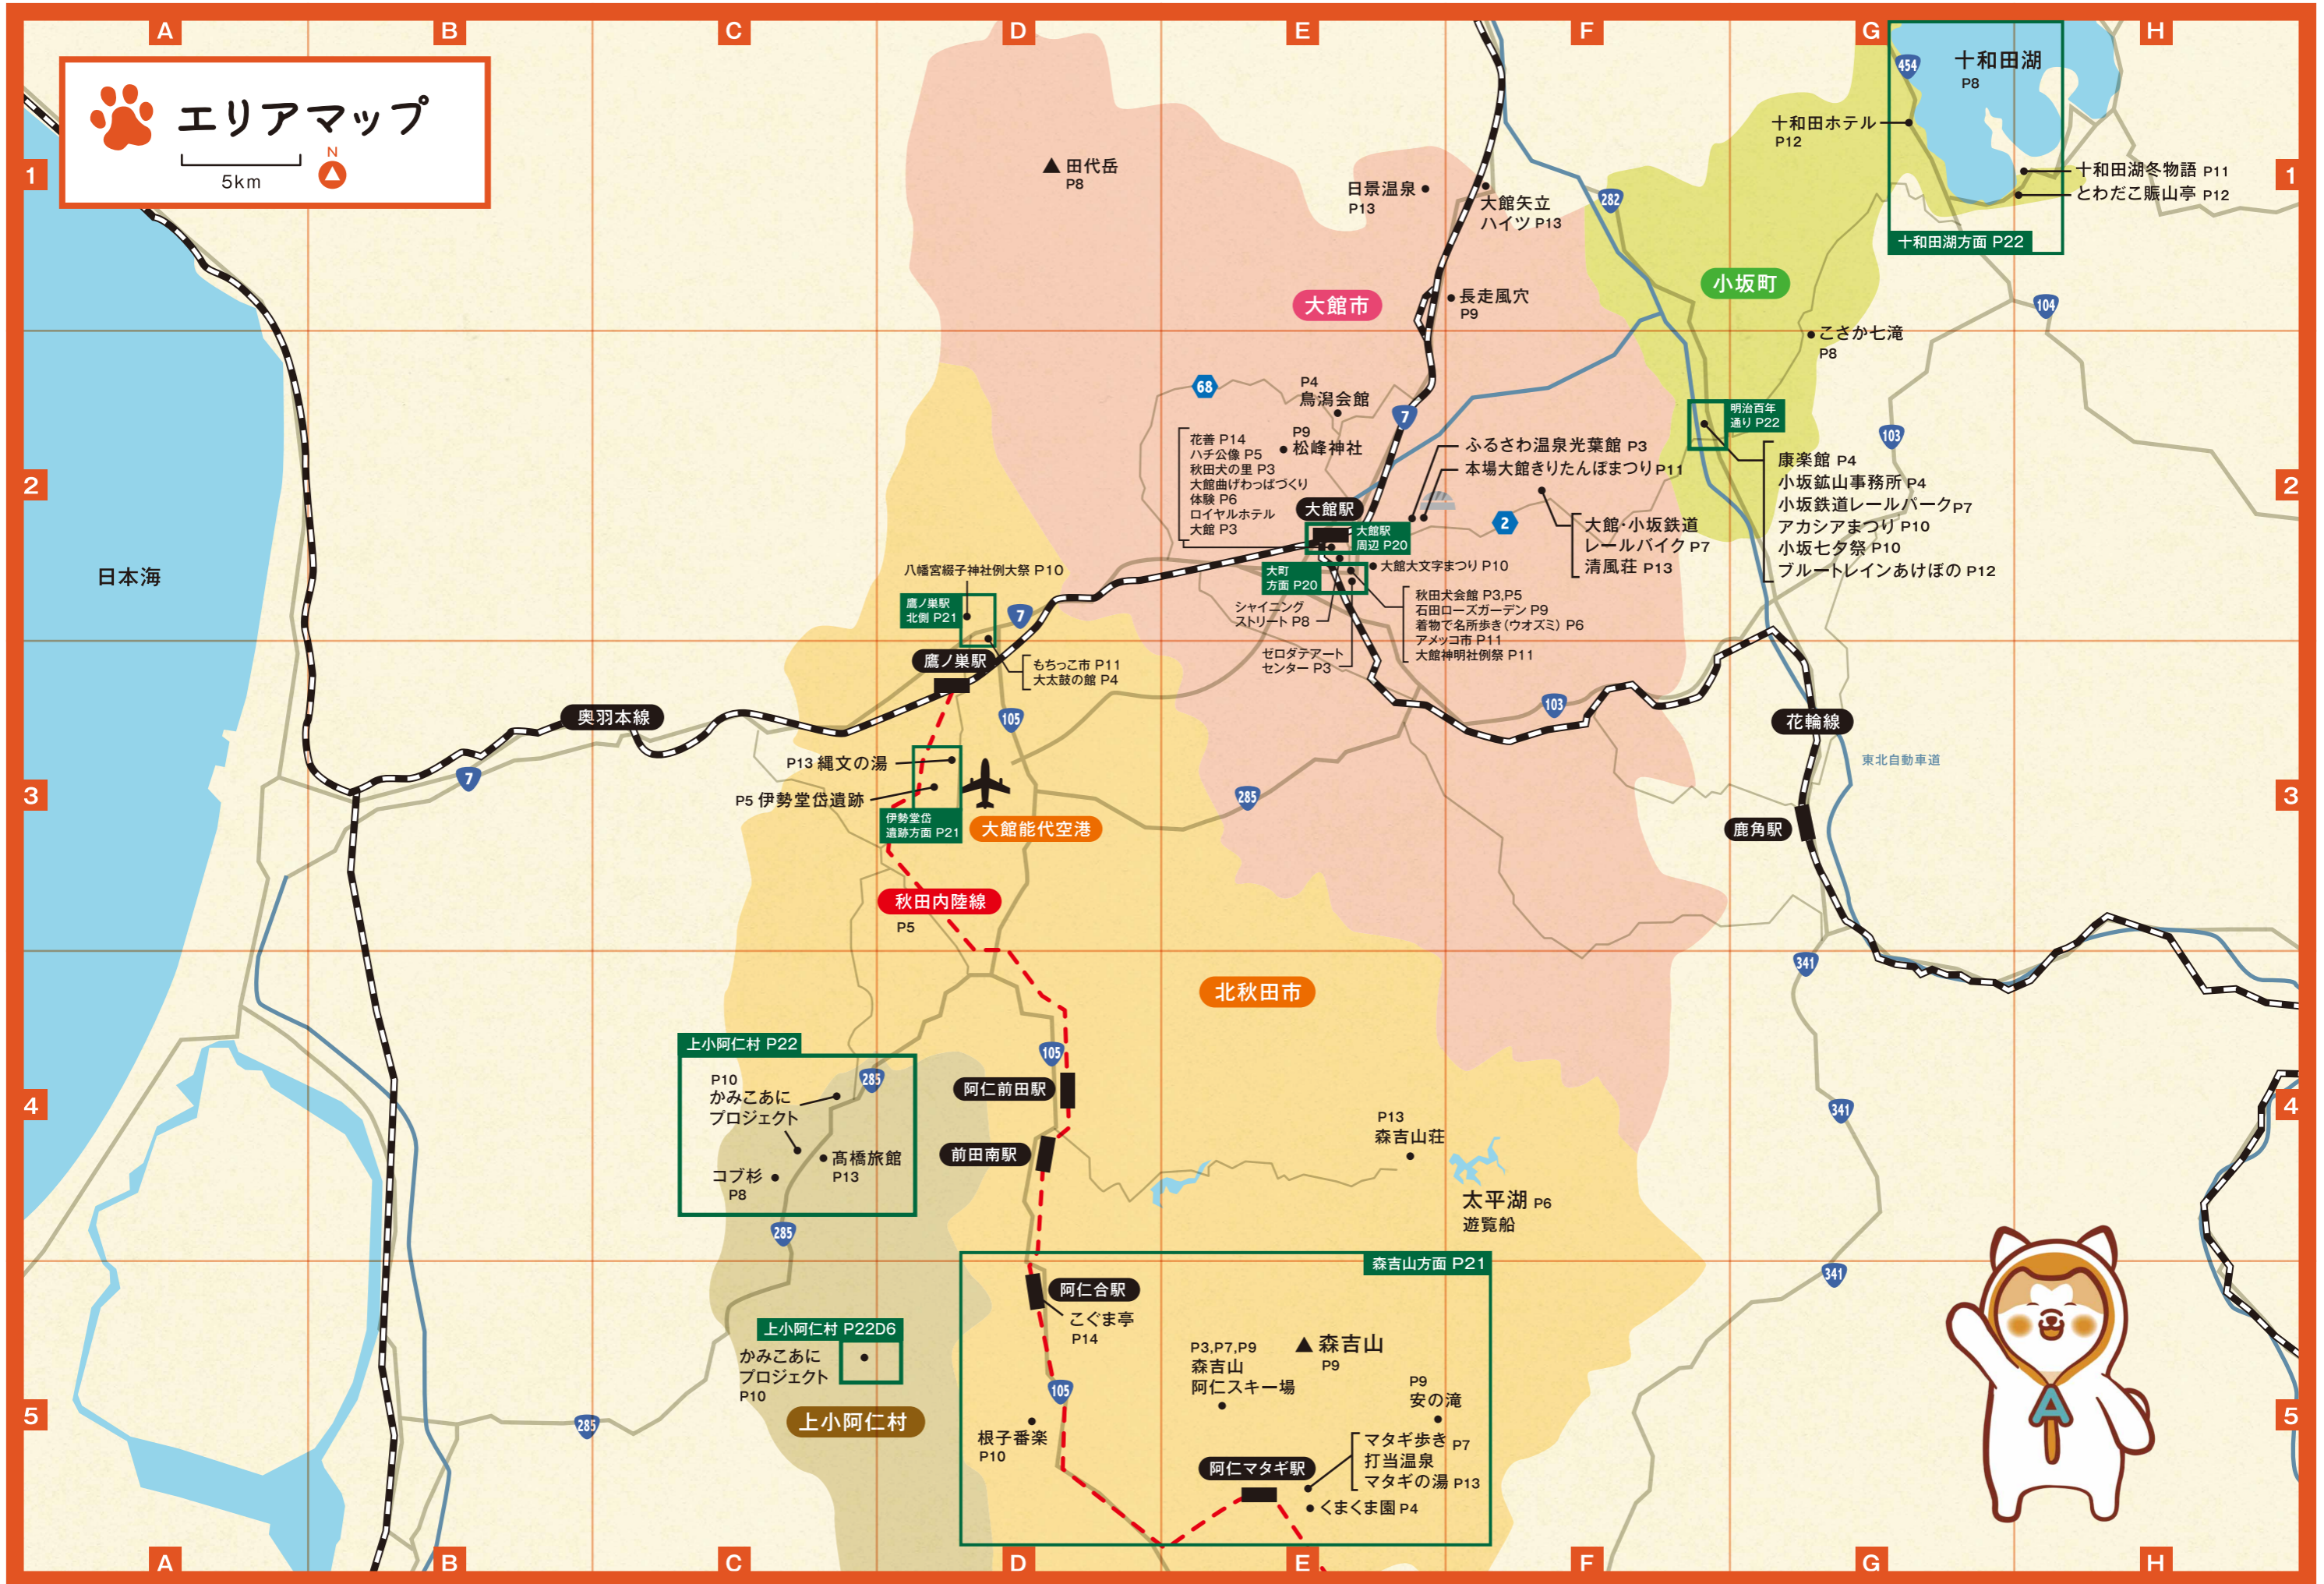 A
B
C
D
E
F
G
H
エリアマップ
5km
N
1
1
田代岳
P8
日景温泉
P13
大館矢立
ハイツ P13
282
454
十和田湖
P8
十和田ホテル
P12
十和田湖冬物語 P11
とわだこ賑山亭 P12
十和田湖方面 P22
小坂町
大館市
長走風穴
P9
104
こさか七滝
P8
68
P4
鳥潟会館
7
P9
松峰神社
花善 P14
ハチ公像 P5
秋田犬の里 P3
大館曲げわっぱづくり
体験 P6
ロイヤルホテル
大館 P3
ふるさわ温泉光葉館 P3
本場大館きりたんぽまつり P11
明治百年
通り P22
103
康楽館 P4
小坂鉱山事務所 P4
小坂鉄道レールパーク P7
アカシアまつり P10
小坂七夕祭 P10
ブルートレインあけぼの P12
2
2
大館駅
大館駅
周辺 P20
2
大館・小坂鉄道
レールバイク P7
清風荘 P13
大町
方面 P20
大館大文字まつり P10
シャイニング
ストリート P8
秋田犬会館 P3,P5
石田ローズガーデン P9
着物で名所歩き(ウオズミ) P6
アメッコ市 P11
大館神明社例祭 P11
ゼロダテアート
センター P3
日本海
八幡宮綴子神社例大祭 P10
鷹ノ巣駅
北側 P21
7
鷹ノ巣駅
もちっこ市 P11
大太鼓の館 P4
105
103
奥羽本線
花輪線
東北自動車道
7
3
3
P13 縄文の湯
P5 伊勢堂岱遺跡
伊勢堂岱
遺跡方面 P21
大館能代空港
285
鹿角駅
秋田内陸線
P5
341
北秋田市
上小阿仁村 P22
P10
かみこあに
プロジェクト
285
105
阿仁前田駅
前田南駅
髙橋旅館
P13
コブ杉
P8
285
4
4
P13
森吉山荘
太平湖 P6
遊覧船
341
341
森吉山方面 P21
阿仁合駅
こぐま亭
P14
上小阿仁村 P22D6
かみこあに
プロジェクト
P10
上小阿仁村
285
105
P3,P7,P9
森吉山
阿仁スキー場
森吉山
P9
P9
安の滝
根子番楽
P10
阿仁マタギ駅
マタギ歩き P7
打当温泉
マタギの湯 P13
くまくま園 P4
5
5
A
A
B
C
D
E
F
G
H